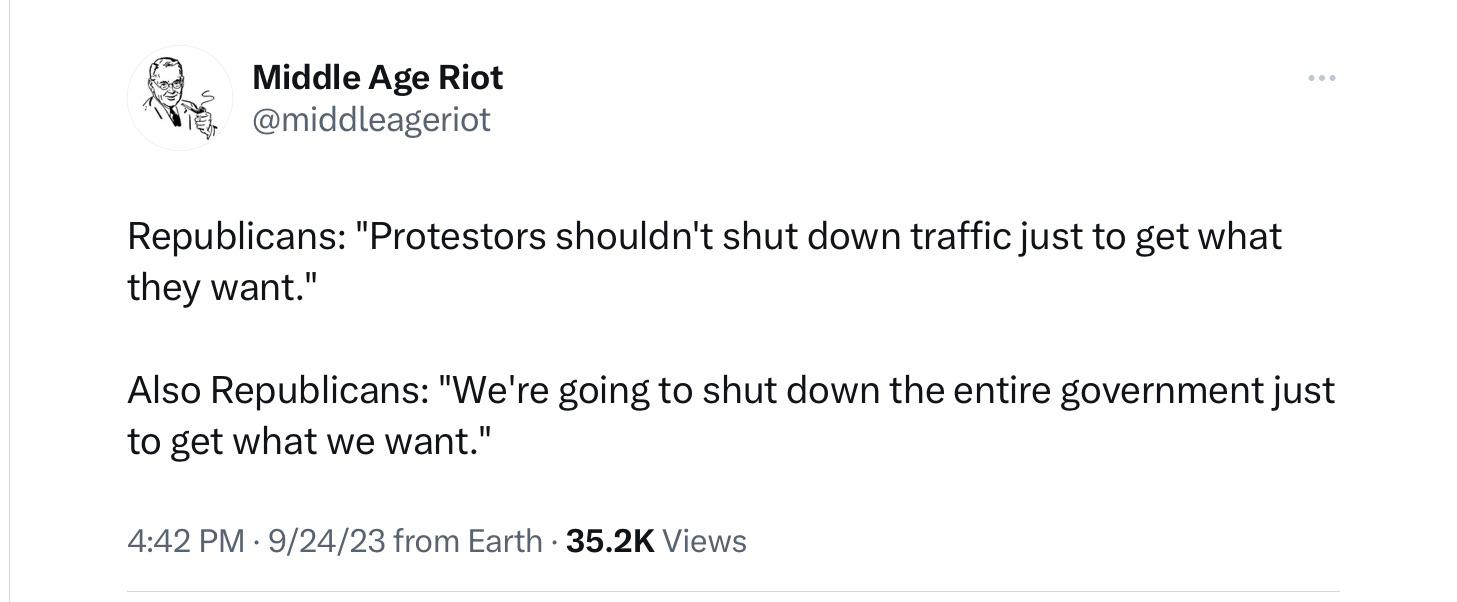 Middle Age Riot
@middleageriot
Republicans: "Protestors shouldn't shut down traffic just to get what
they want."
Also Republicans: "We're going to shut down the entire government just
to get what we want."
4:42 PM · 9/24/23 from Earth · 35.2K Views